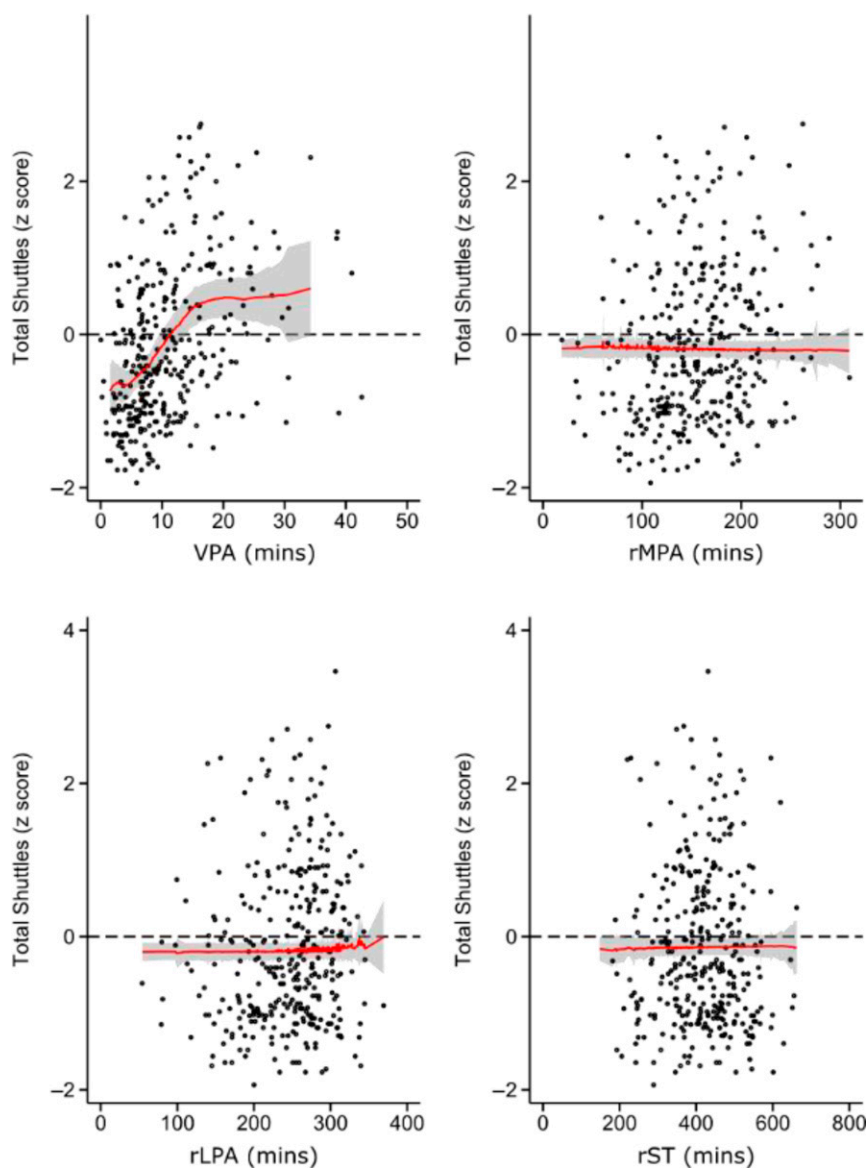 Total Shuttles (z score)
2
0
–2
0 10 20 30 40 50
VPA (mins)
Total Shuttles (z score)
2
0
–2
0 100 200 300
rMPA (mins)
Total Shuttles (z score)
4
2
0
–2
0 100 200 300 400
rLPA (mins)
Total Shuttles (z score)
4
2
0
–2
0 200 400 600 800
rST (mins)